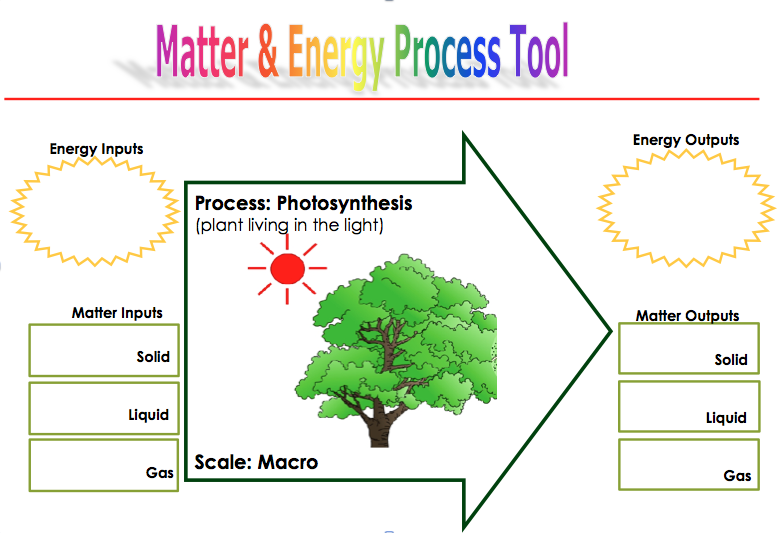 Matter & Energy Process Tool
Energy Inputs
Energy Outputs
Process: Photosynthesis
(plant living in the light)
Matter Inputs
Solid
Liquid
Gas
Scale: Macro
Matter Outputs
Solid
Liquid
Gas